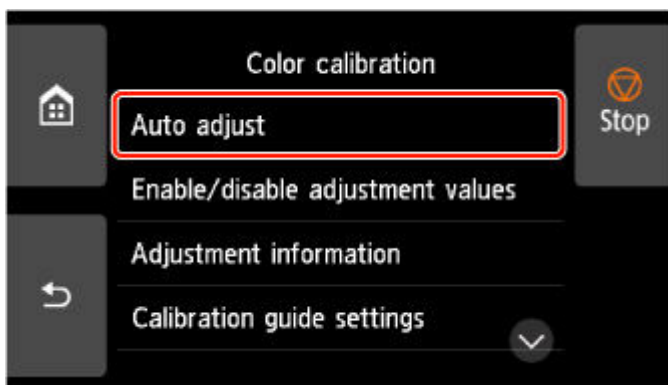 Color calibration
Auto adjust
Stop
Enable/disable adjustment values
Adjustment information
Calibration guide settings